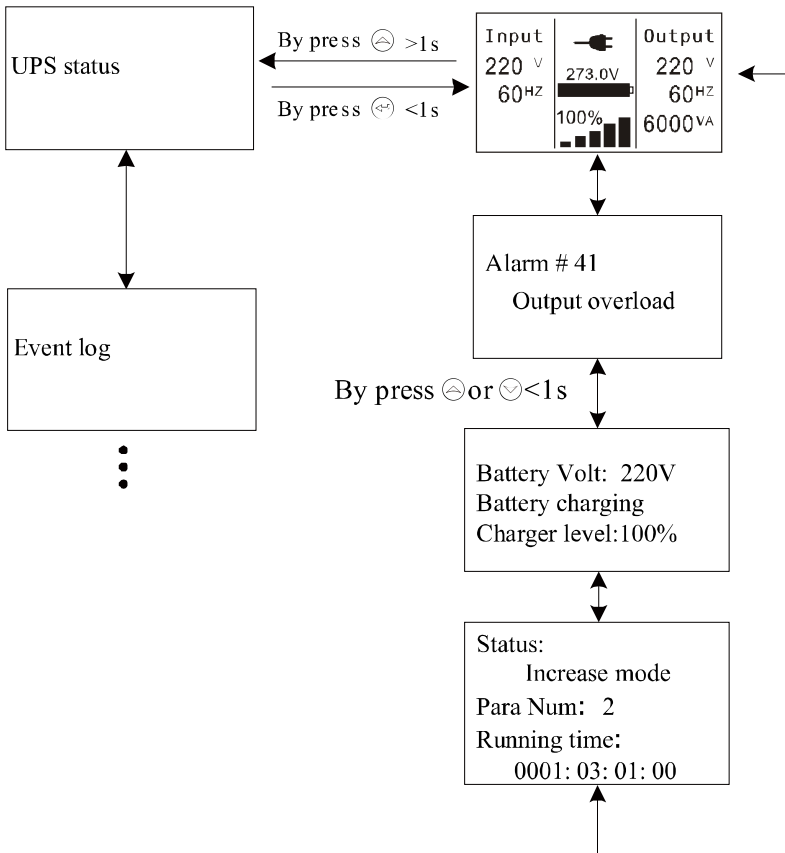 UPS status
By press >1s
By press <1s
Input
220 V
60HZ
273.0V
100%
Output
220 V
60HZ
6000VA
Alarm # 41
Output overload
Event log
By press or <1s
Battery Volt: 220V
Battery charging
Charger level:100%
Status:
Increase mode
Para Num: 2
Running time:
0001: 03: 01: 00